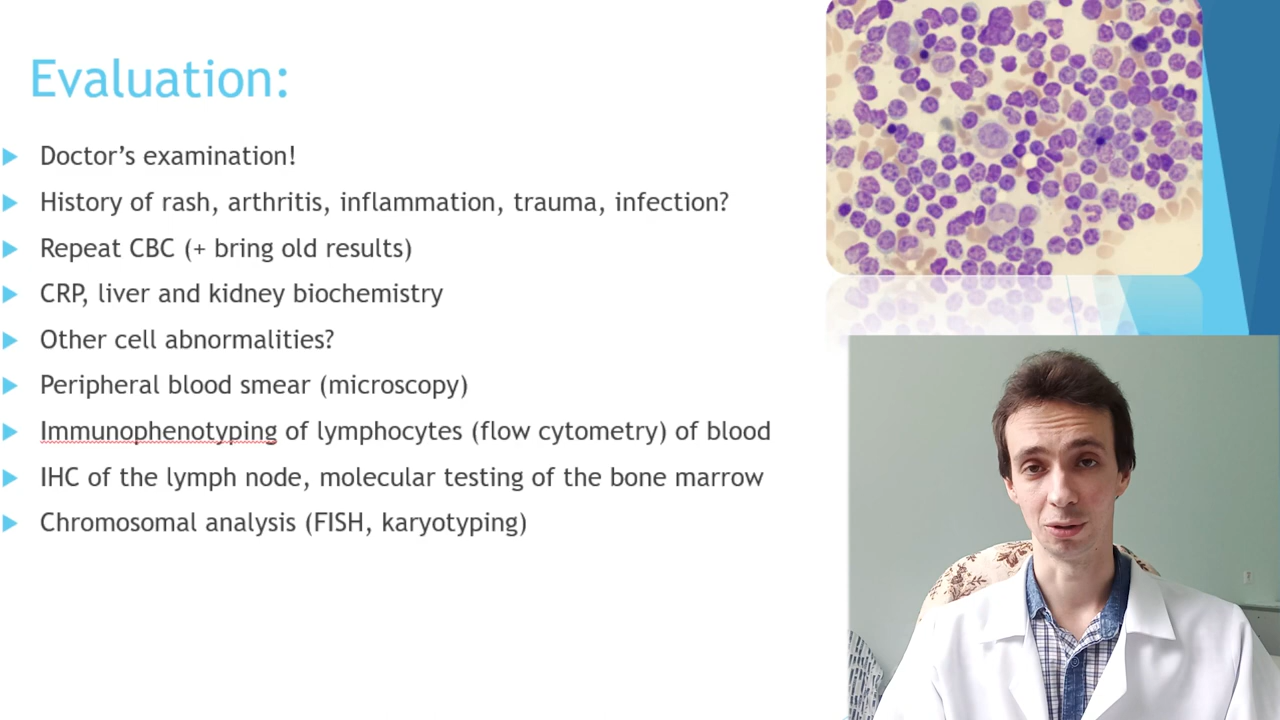 Evaluation:
Doctor’s examination!
History of rash, arthritis, inflammation, trauma, infection?
Repeat CBC (+ bring old results)
CRP, liver and kidney biochemistry
Other cell abnormalities?
Peripheral blood smear (microscopy)
Immunophenotyping of lymphocytes (flow cytometry) of blood
IHC of the lymph node, molecular testing of the bone marrow
Chromosomal analysis (FISH, karyotyping)